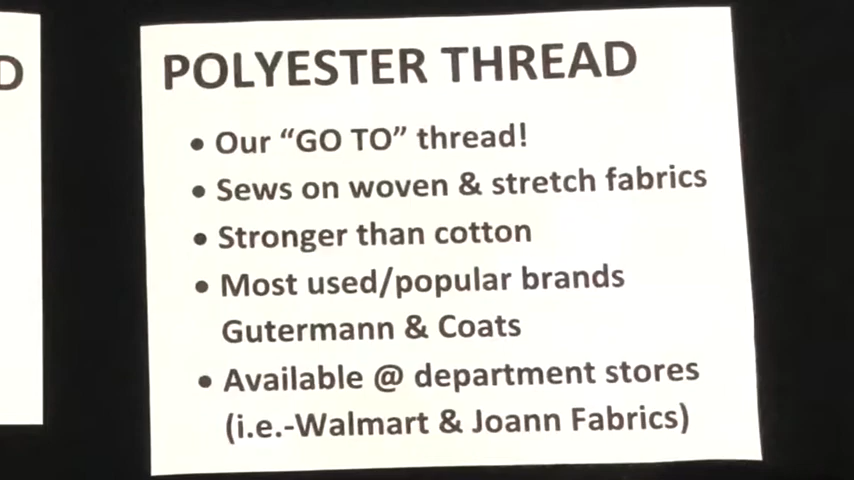 D
POLYESTER THREAD
• Our “GO TO” thread!
• Sews on woven & stretch fabrics
• Stronger than cotton
• Most used/popular brands
Gutermann & Coats
• Available @ department stores
(i.e.-Walmart & Joann Fabrics)